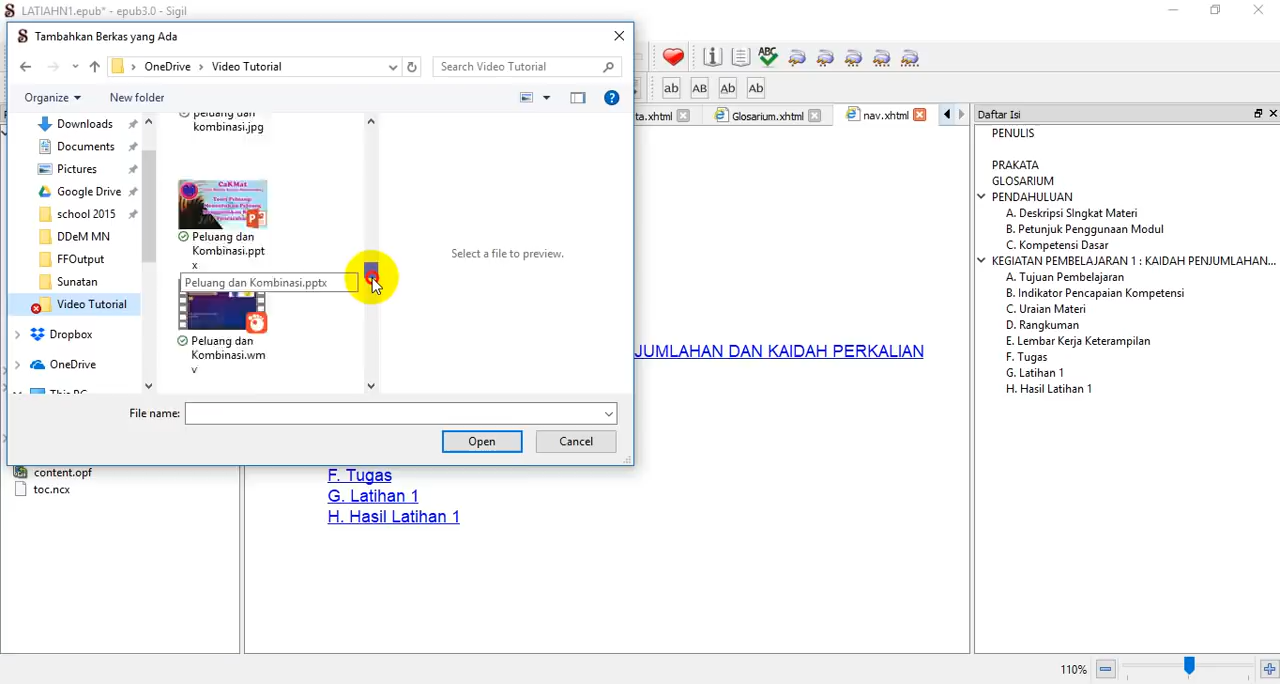 LATIAHN1.epub* - epub3.0 - Sigil
Tambahkan Berkas yang Ada
OneDrive
Video Tutorial
Search Video Tutorial
Organize
New folder
Downloads
Documents
Pictures
Google Drive
school 2015
DDeM MN
FFOutput
Sunatan
Video Tutorial
Dropbox
OneDrive
This PC
peluang dan
kombinasi.jpg
CaKMat
Peluang dan
Kombinasi.ppt
x
Peluang dan Kombinasi.pptx
Peluang dan
Kombinasi.wm
v
Select a file to preview.
File name:
Open
Cancel
content.opf
toc.ncx
ABC
ab
AB
Ab
Ab
ta.xhtml
Glosarium.xhtml
nav.xhtml
JUMLAHAN DAN KAIDAH PERKALIAN
F. Tugas
G. Latihan 1
H. Hasil Latihan 1
Daftar Isi
PENULIS
PRAKATA
GLOSARIUM
PENDAHULUAN
A. Deskripsi SIngkat Materi
B. Petunjuk Penggunaan Modul
C. Kompetensi Dasar
KEGIATAN PEMBELAJARAN 1 : KAIDAH PENJUMLAHAN...
A. Tujuan Pembelajaran
B. Indikator Pencapaian Kompetensi
C. Uraian Materi
D. Rangkuman
E. Lembar Kerja Keterampilan
F. Tugas
G. Latihan 1
H. Hasil Latihan 1
110%